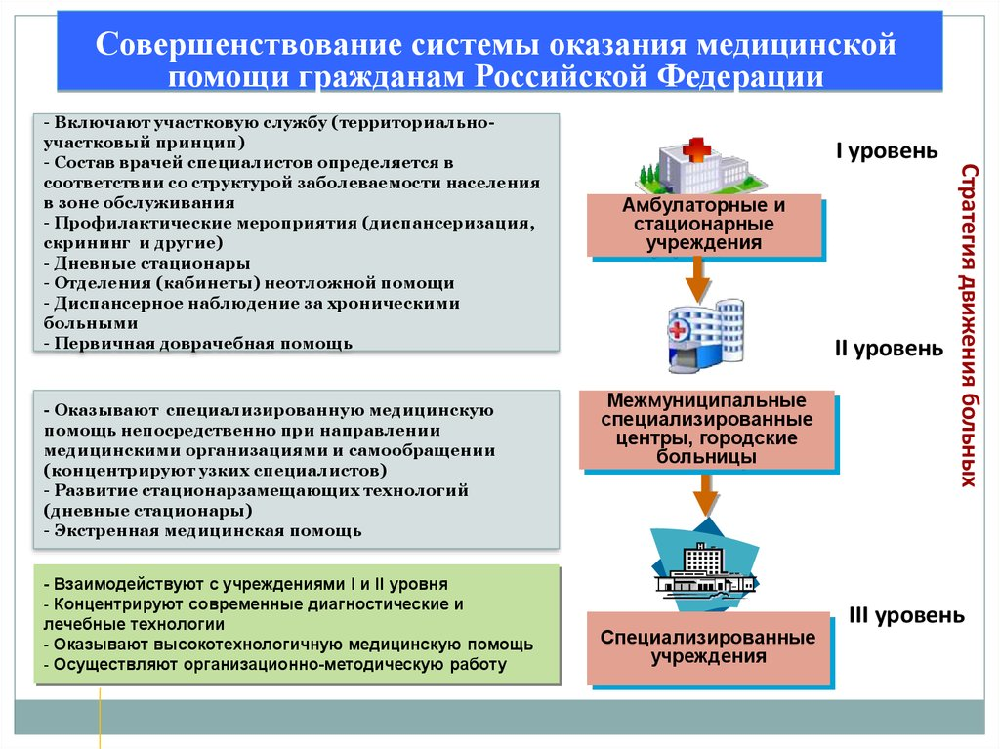 Совершенствование системы оказания медицинской
помощи гражданам Российской Федерации
- Включают участковую службу (территориально-
участковый принцип)
- Состав врачей специалистов определяется в
соответствии со структурой заболеваемости населения
в зоне обслуживания
- Профилактические мероприятия (диспансеризация,
скрининг и другие)
- Дневные стационары
- Отделения (кабинеты) неотложной помощи
- Диспансерное наблюдение за хроническими
больными
- Первичная доврачебная помощь
I уровень
Амбулаторные и
стационарные
учреждения
II уровень
Стратегия движения больных
- Оказывают специализированную медицинскую
помощь непосредственно при направлении
медицинскими организациями и самообращении
(концентрируют узких специалистов)
- Развитие стационарзамещающих технологий
(дневные стационары)
- Экстренная медицинская помощь
Межмуниципальные
специализированные
центры, городские
больницы
H
- Взаимодействуют с учреждениями I и II уровня
- Концентрируют современные диагностические и
лечебные технологии
- Оказывают высокотехнологичную медицинскую помощь
- Осуществляют организационно-методическую работу
III уровень
Специализированные
учреждения